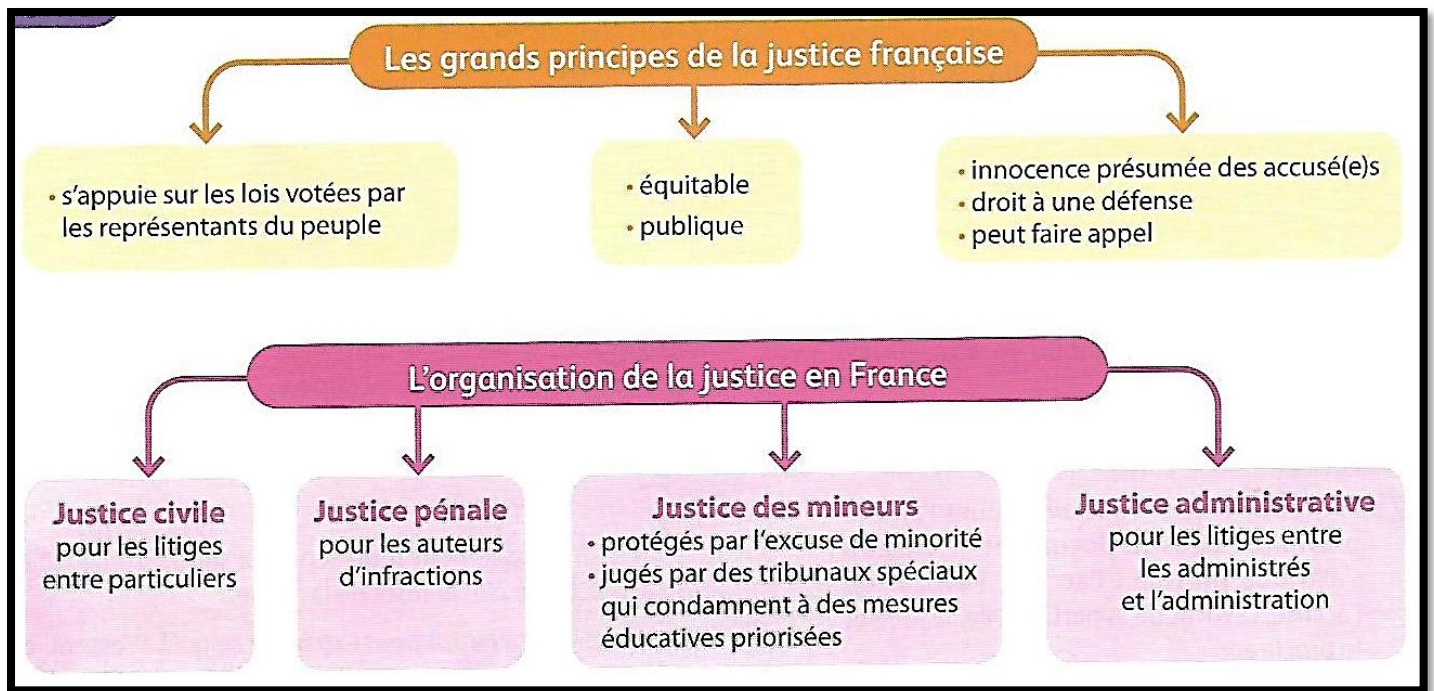 Les grands principes de la justice française
• s'appuie sur les lois votées par
les représentants du peuple
• équitable
• publique
• innocence présumée des accusé(e)s
• droit à une défense
• peut faire appel
L'organisation de la justice en France
Justice civile
pour les litiges
entre particuliers
Justice pénale
pour les auteurs
d'infractions
Justice des mineurs
• protégés par l'excuse de minorité
• jugés par des tribunaux spéciaux
qui condamnent à des mesures
éducatives priorisées
Justice administrative
pour les litiges entre
les administrés
et l'administration